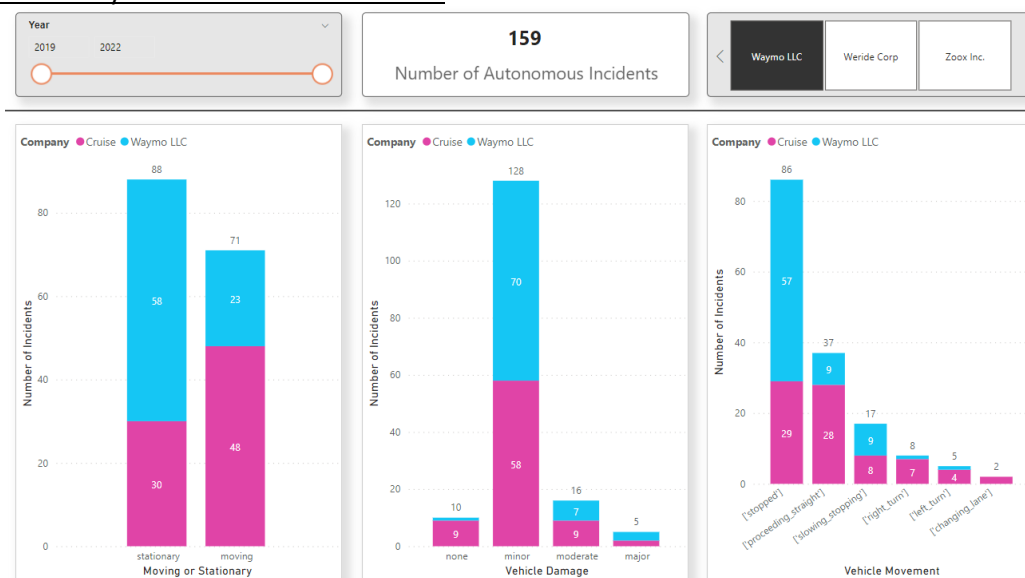 Year
2019 2022
159
Number of Autonomous Incidents
Waymo LLC
Weride Corp
Zoox Inc.
Company Cruise Waymo LLC
88
71
80
60
40
20
0
58
23
30
48
Number of Incidents
stationary moving
Moving or Stationary
Company Cruise Waymo LLC
128
120
100
80
60
40
20
0
70
58
10
9
16
7
9
5
Number of Incidents
none minor moderate major
Vehicle Damage
Company Cruise Waymo LLC
86
80
60
40
20
0
57
29
37
9
28
17
9
8
8
7
5
4
2
Number of Incidents
['stopped']
['proceeding_straight']
['slowing_stopping']
['right_turn']
['left_turn']
['changing_lane']
Vehicle Movement